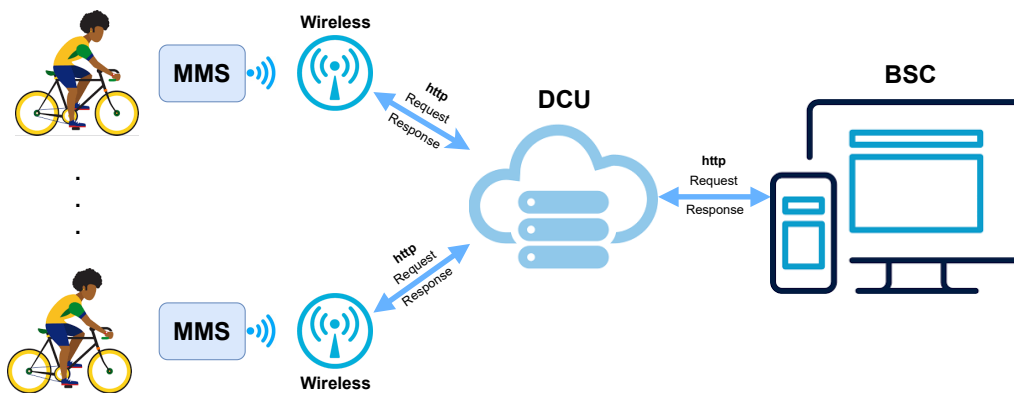 Wireless
MMS
http
Request
Response
DCU
BSC
http
Request
Response
http
Request
Response
MMS
Wireless